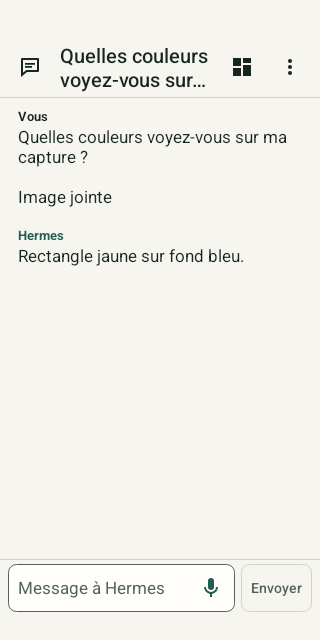 Quelles couleurs
voyez-vous sur…
Vous
Quelles couleurs voyez-vous sur ma
capture ?
Image jointe
Hermes
Rectangle jaune sur fond bleu.
Message à Hermes
Envoyer